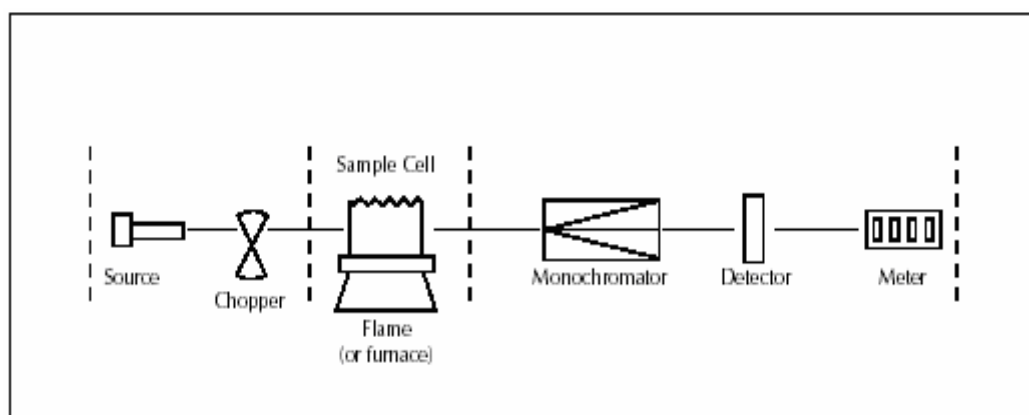 Sample Cell
Source
Chopper
Flame
(or furnace)
Monochromator
Detector
Meter